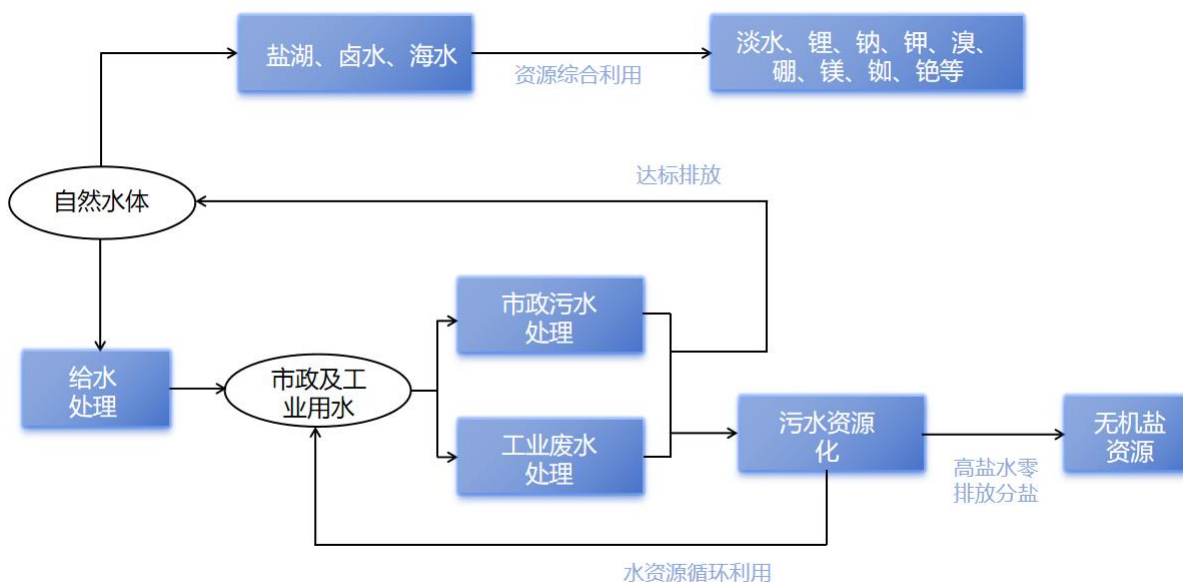 盐湖、卤水、海水
资源综合利用
淡水、锂、钠、钾、溴、
硼、镁、铷、铯等
自然水体
达标排放
市政污水
处理
给水
处理
市政及工
业用水
工业废水
处理
污水资源
化
高盐水零
排放分盐
无机盐
资源
水资源循环利用